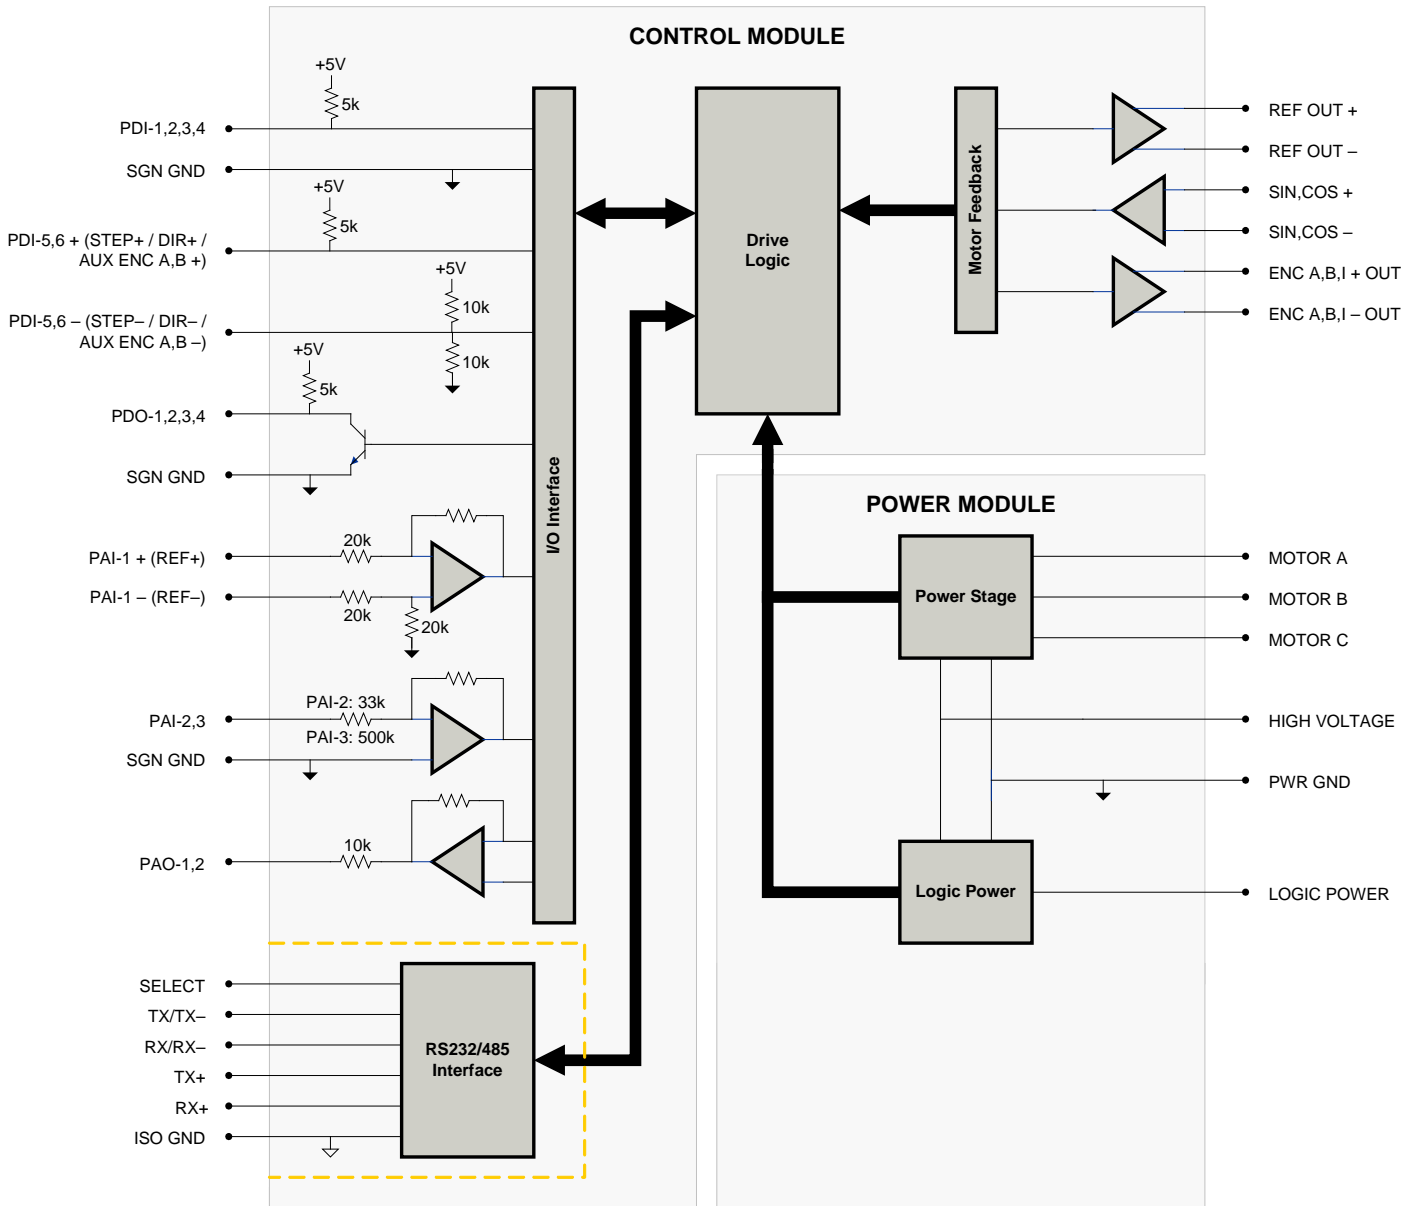 CONTROL MODULE
+5V
5k
PDI-1,2,3,4
SGN GND
+5V
5k
PDI-5,6 + (STEP+ / DIR+ /
AUX ENC A,B +)
+5V
10k
PDI-5,6 – (STEP– / DIR– /
AUX ENC A,B –)
10k
+5V
5k
PDO-1,2,3,4
SGN GND
20k
PAI-1 + (REF+)
PAI-1 – (REF–)
20k
20k
PAI-2: 33k
PAI-2,3
PAI-3: 500k
SGN GND
10k
PAO-1,2
I/O Interface
SELECT
TX/TX–
RX/RX–
TX+
RX+
ISO GND
RS232/485
Interface
Drive
Logic
Motor Feedback
REF OUT +
REF OUT –
SIN,COS +
SIN,COS –
ENC A,B,I + OUT
ENC A,B,I – OUT
POWER MODULE
Power Stage
MOTOR A
MOTOR B
MOTOR C
HIGH VOLTAGE
PWR GND
Logic Power
LOGIC POWER